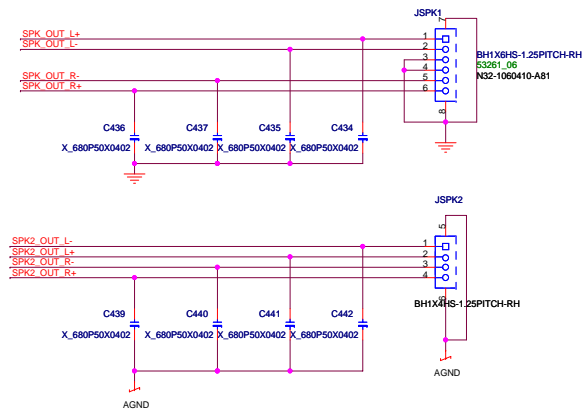 JSPK1
7
SPK_OUT_L+
1
SPK_OUT_L-
2
BH1X6HS-1.25PITCH-RH
3
53261_06
4
SPK_OUT_R-
5
N32-1060410-A81
SPK_OUT_R+
6
8
C436
C437
C435
C434
X_680P50X0402
X_680P50X0402
X_680P50X0402
X_680P50X0402
JSPK2
5
SPK2_OUT_L-
1
SPK2_OUT_L+
2
SPK2_OUT_R-
3
SPK2_OUT_R+
4
6
BH1X4HS-1.25PITCH-RH
C439
C440
C441
C442
X_680P50X0402
X_680P50X0402
X_680P50X0402
X_680P50X0402
AGND
AGND